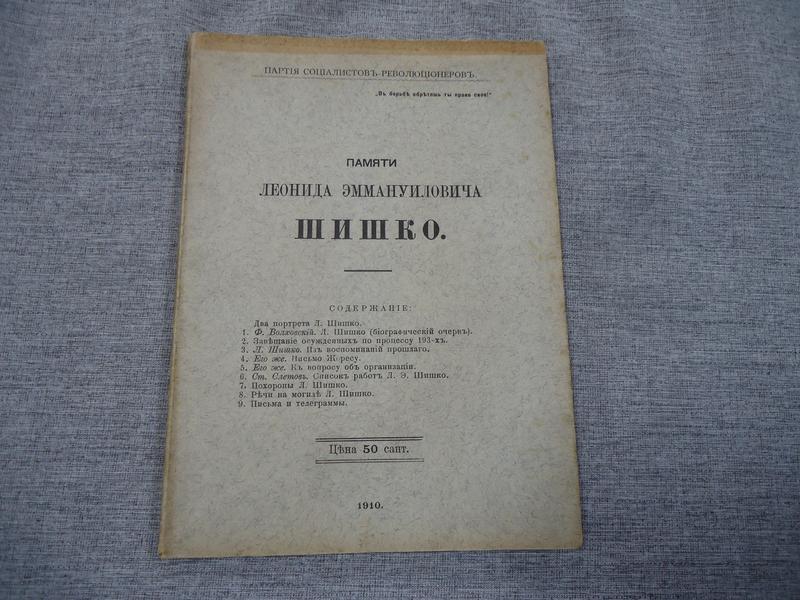 ПАРТІЯ СОЦІАЛИСТОВЪ-РЕВОЛЮЦІОНЕРОВЪ.
„Въ борьбѣ обрѣтешь ты право свое!"
ПАМЯТИ
ЛЕОНИДА ЭММАНУИЛОВИЧА
ШИШКО.
СОДЕРЖАНІЕ:
Два портрета Л. Шишко.
1. Ф. Волховскій. Л. Шишко (біографическій очеркъ).
2. Завѣщаніе осужденныхъ по процессу 193-хъ.
3. Л. Шишко. Изъ воспоминаній прошлаго.
4. Его же. Письмо Жоресу.
5. Его же. Къ вопросу объ организаціи.
6. Ст. Слетовъ. Списокъ работъ Л. Э. Шишко.
7. Похороны Л. Шишко.
8. Рѣчи на могилѣ Л. Шишко.
9. Письма и телеграммы.
Цѣна 50 сант.
1910.